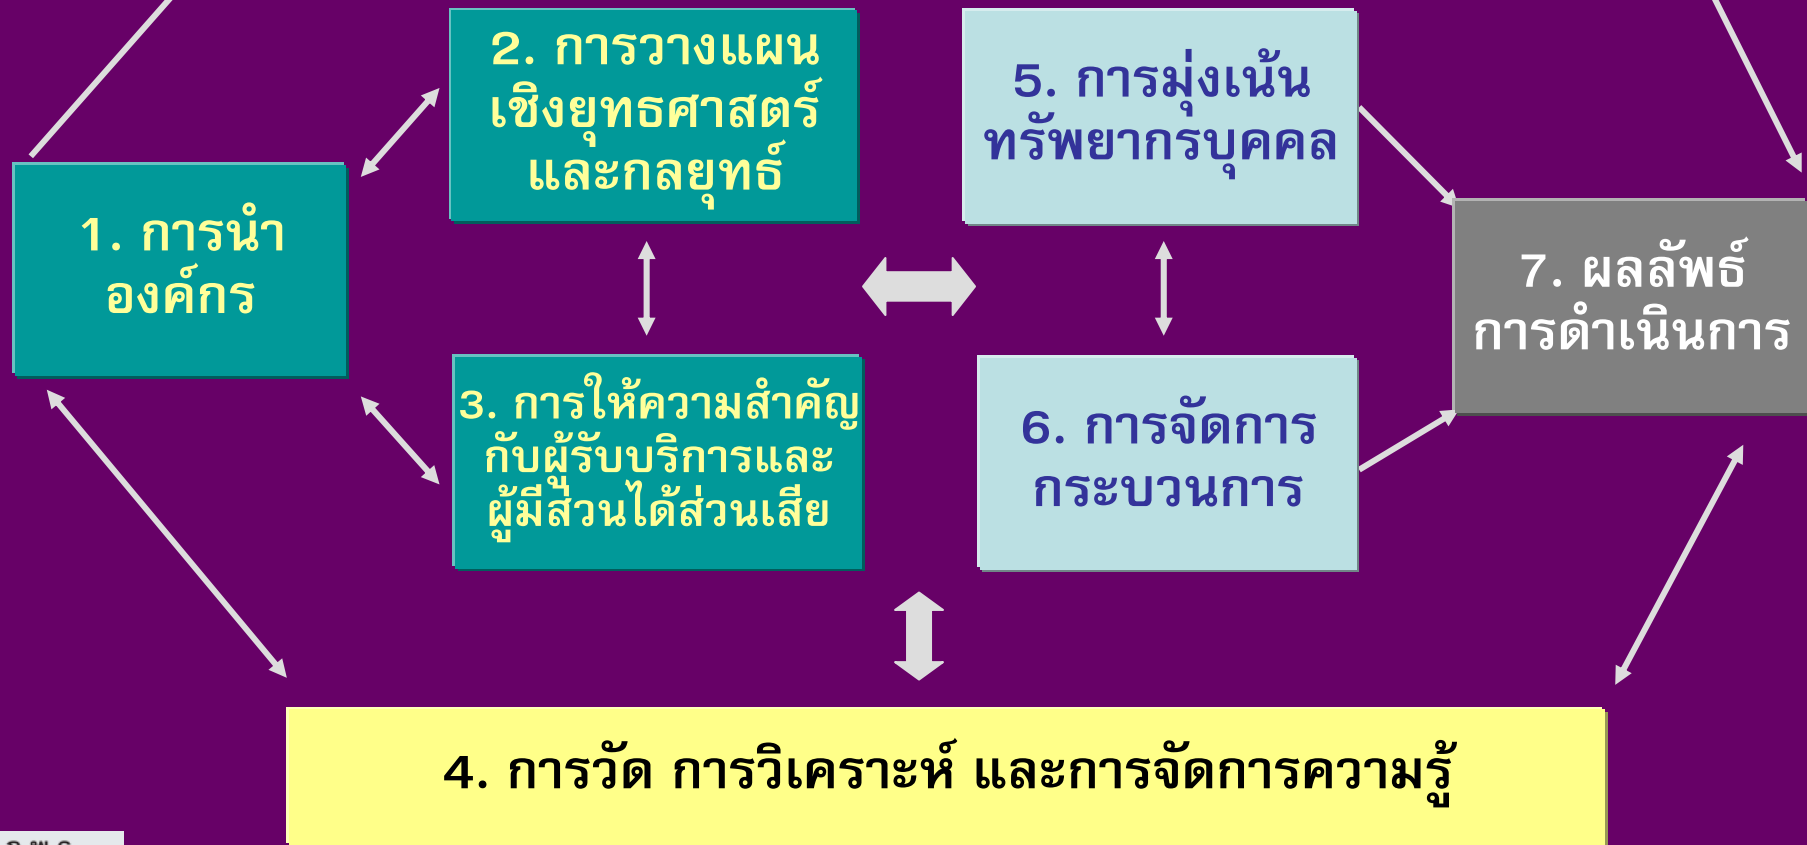 2. การวางแผน
เชิงยุทธศาสตร์
และกลยุทธ์
5. การมุ่งเน้น
ทรัพยากรบุคคล
1. การนำ
องค์กร
7. ผลลัพธ์
การดำเนินการ
3. การให้ความสำคัญ
กับผู้รับบริการและ
ผู้มีส่วนได้ส่วนเสีย
6. การจัดการ
กระบวนการ
4. การวัด การวิเคราะห์ และการจัดการความรู้